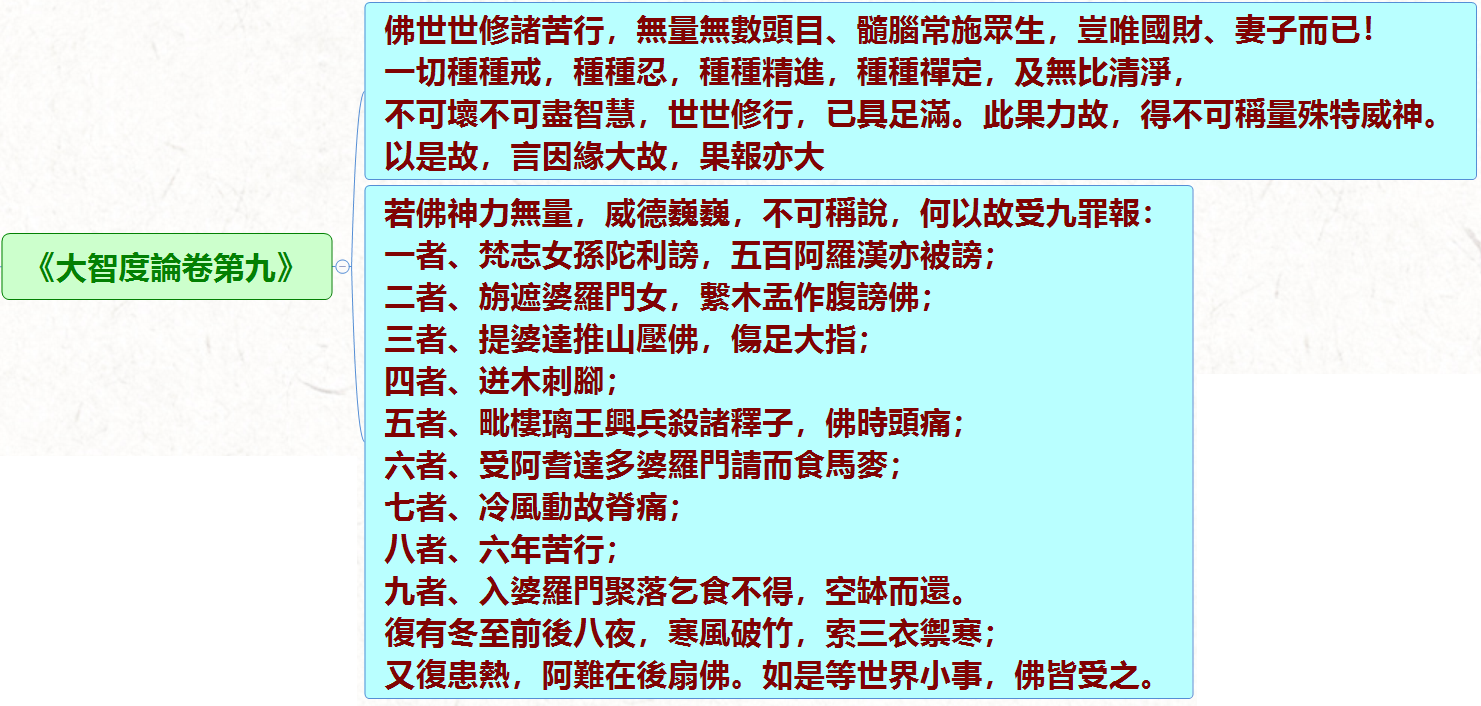 《大智度論卷第九》
佛世世修諸苦行，無量無數頭目、髓腦常施眾生，豈唯國財、妻子而已！
一切種種戒，種種忍，種種精進，種種禪定，及無比清淨，
不可壞不可盡智慧，世世修行，已具足滿。此果力故，得不可稱量殊特威神。
以是故，言因緣大故，果報亦大
若佛神力無量，威德巍巍，不可稱說，何以故受九罪報：
一者、梵志女孫陀利謗，五百阿羅漢亦被謗；
二者、旃遮婆羅門女，繫木盂作腹謗佛；
三者、提婆達推山壓佛，傷足大指；
四者、迸木刺腳；
五者、毗樓璃王興兵殺諸釋子，佛時頭痛；
六者、受阿耆達多婆羅門請而食馬麥；
七者、冷風動故脊痛；
八者、六年苦行；
九者、入婆羅門聚落乞食不得，空缽而還。
復有冬至前後八夜，寒風破竹，索三衣禦寒；
又復患熱，阿難在後扇佛。如是等世界小事，佛皆受之。